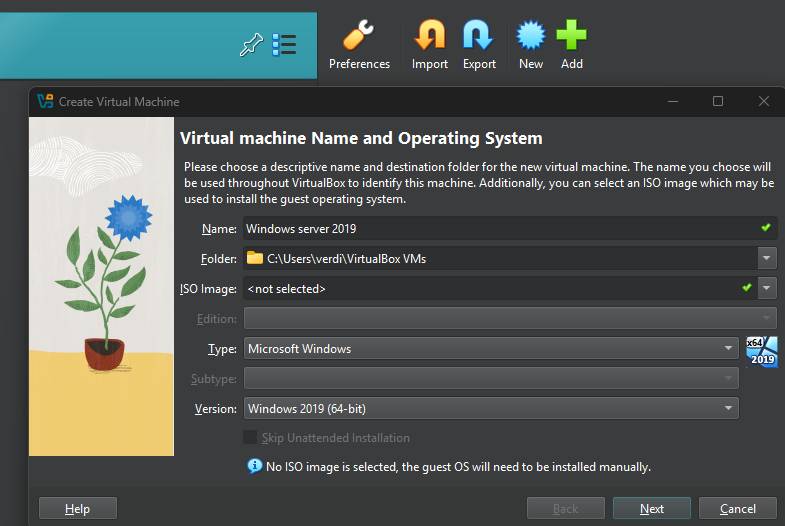 Preferences
Import
Export
New
Add
Create Virtual Machine
Virtual machine Name and Operating System
Please choose a descriptive name and destination folder for the new virtual machine. The name you choose will
be used throughout VirtualBox to identify this machine. Additionally, you can select an ISO image which may be
used to install the guest operating system.
Name: Windows server 2019
Folder: C:\Users\verdi\VirtualBox VMs
ISO Image: <not selected>
Edition:
Type: Microsoft Windows
x64
2019
Subtype:
Version: Windows 2019 (64-bit)
Skip Unattended Installation
No ISO image is selected, the guest OS will need to be installed manually.
Help
Back
Next
Cancel